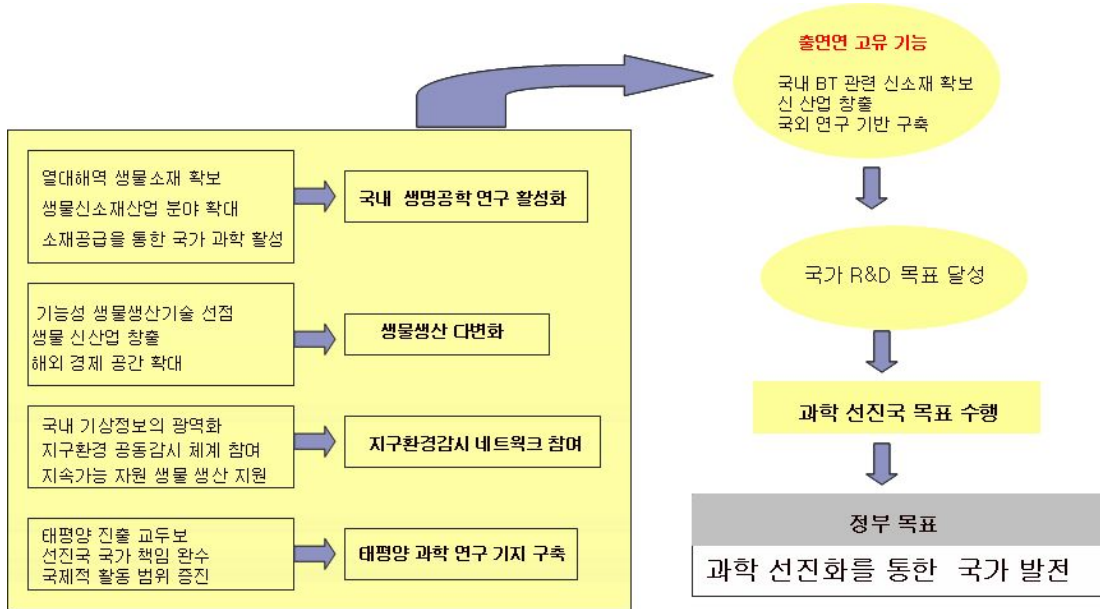 열대해역 생물소재 확보
생물신소재산업 분야 확대
소재공급을 통한 국가 과학 활성
국내 생명공학 연구 활성화
기능성 생물생산기술 선점
생물 신산업 창출
해외 경제 공간 확대
생물생산 다변화
국내 기상정보의 광역화
지구환경 공동감시 체계 참여
지속가능 자원 생물 생산 지원
지구환경감시 네트웍크 참여
태평양 진출 교두보
선진국 국가 책임 완수
국제적 활동 범위 증진
태평양 과학 연구 기지 구축
출연연 고유 기능
국내 BT 관련 신소재 확보
신 산업 창출
국외 연구 기반 구축
국가 R&D 목표 달성
과학 선진국 목표 수행
정부 목표
과학 선진화를 통한 국가 발전